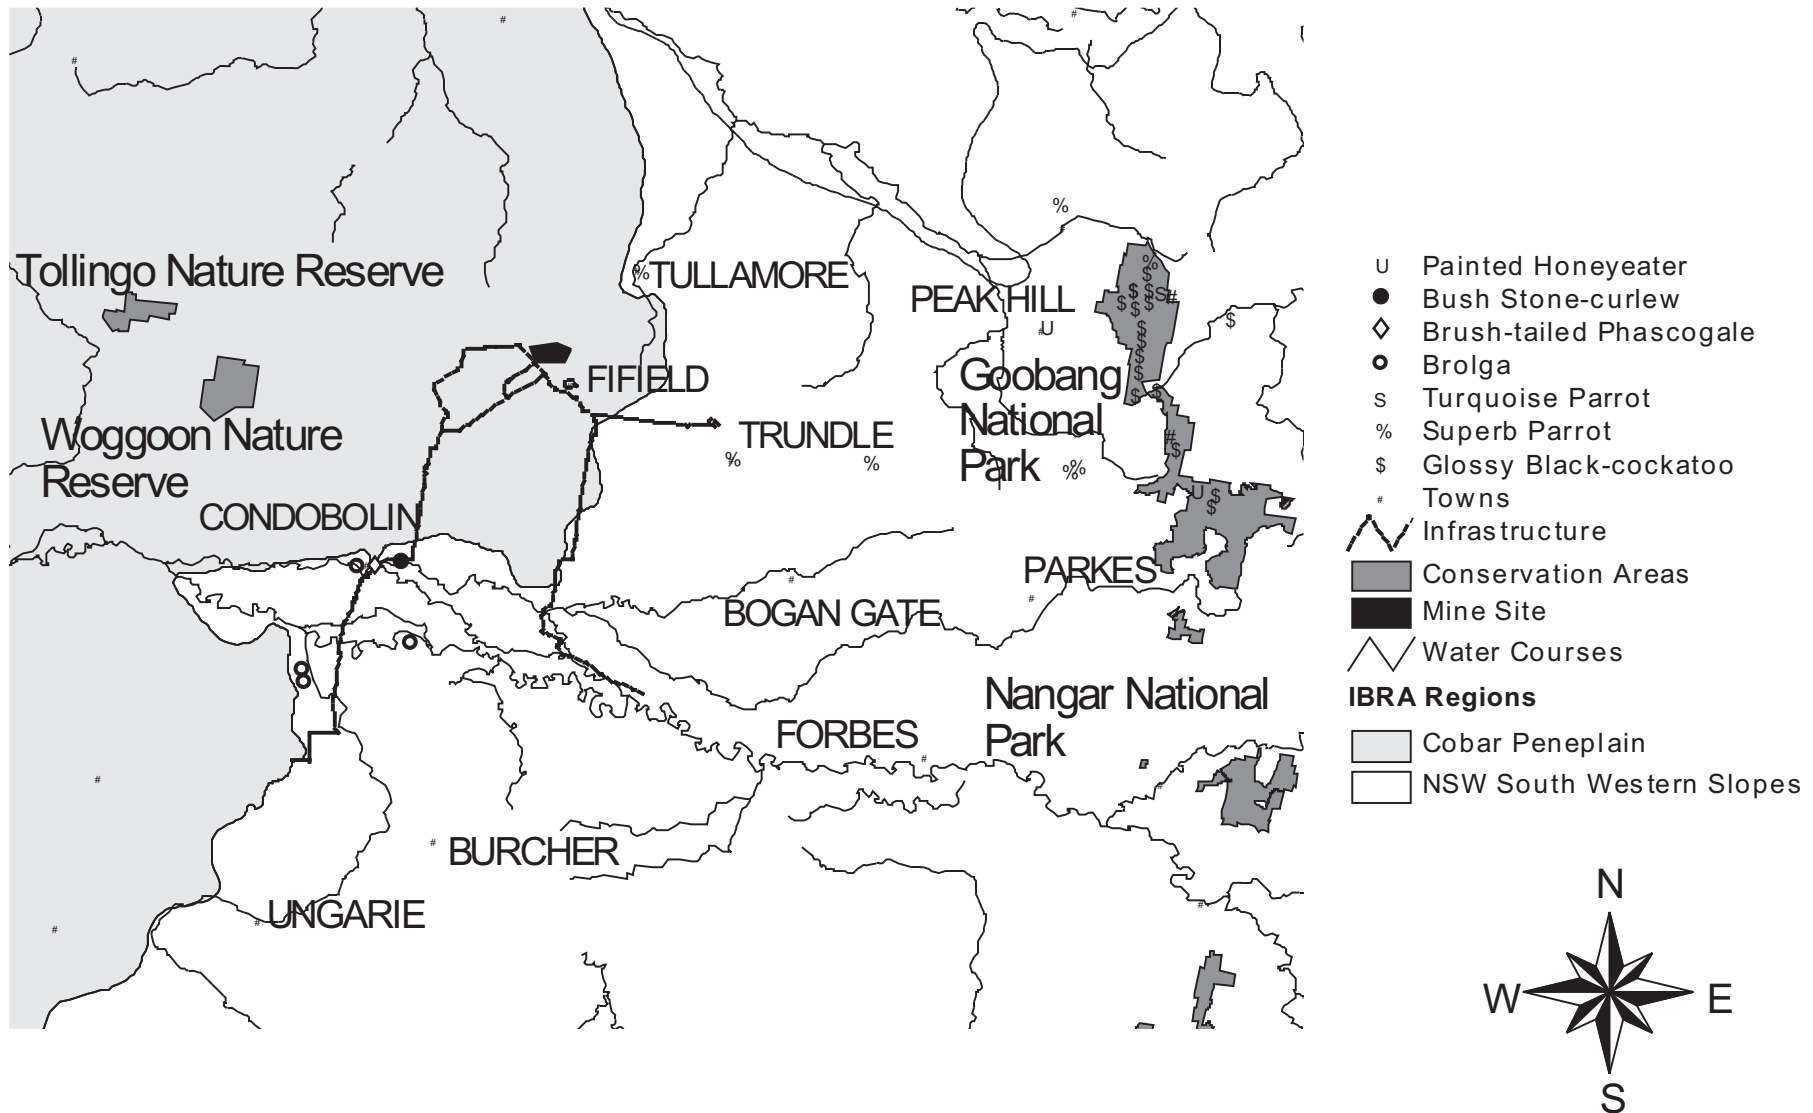 Tollingo Nature Reserve
TULLAMORE
PEAK HILL
FIFIELD
Goobang
National
Park
Woggoon Nature
Reserve
TRUNDLE
CONDOBOLIN
PARKES
BOGAN GATE
Nangar National
Park
FORBES
BURCHER
UNGARIE
U Painted Honeyeater
Bush Stone-curlew
Brush-tailed Phascogale
Brolga
S Turquoise Parrot
% Superb Parrot
$ Glossy Black-cockatoo
# Towns
Infrastructure
Conservation Areas
Mine Site
Water Courses
IBRA Regions
Cobar Peneplain
NSW South Western Slopes
N
W E
S